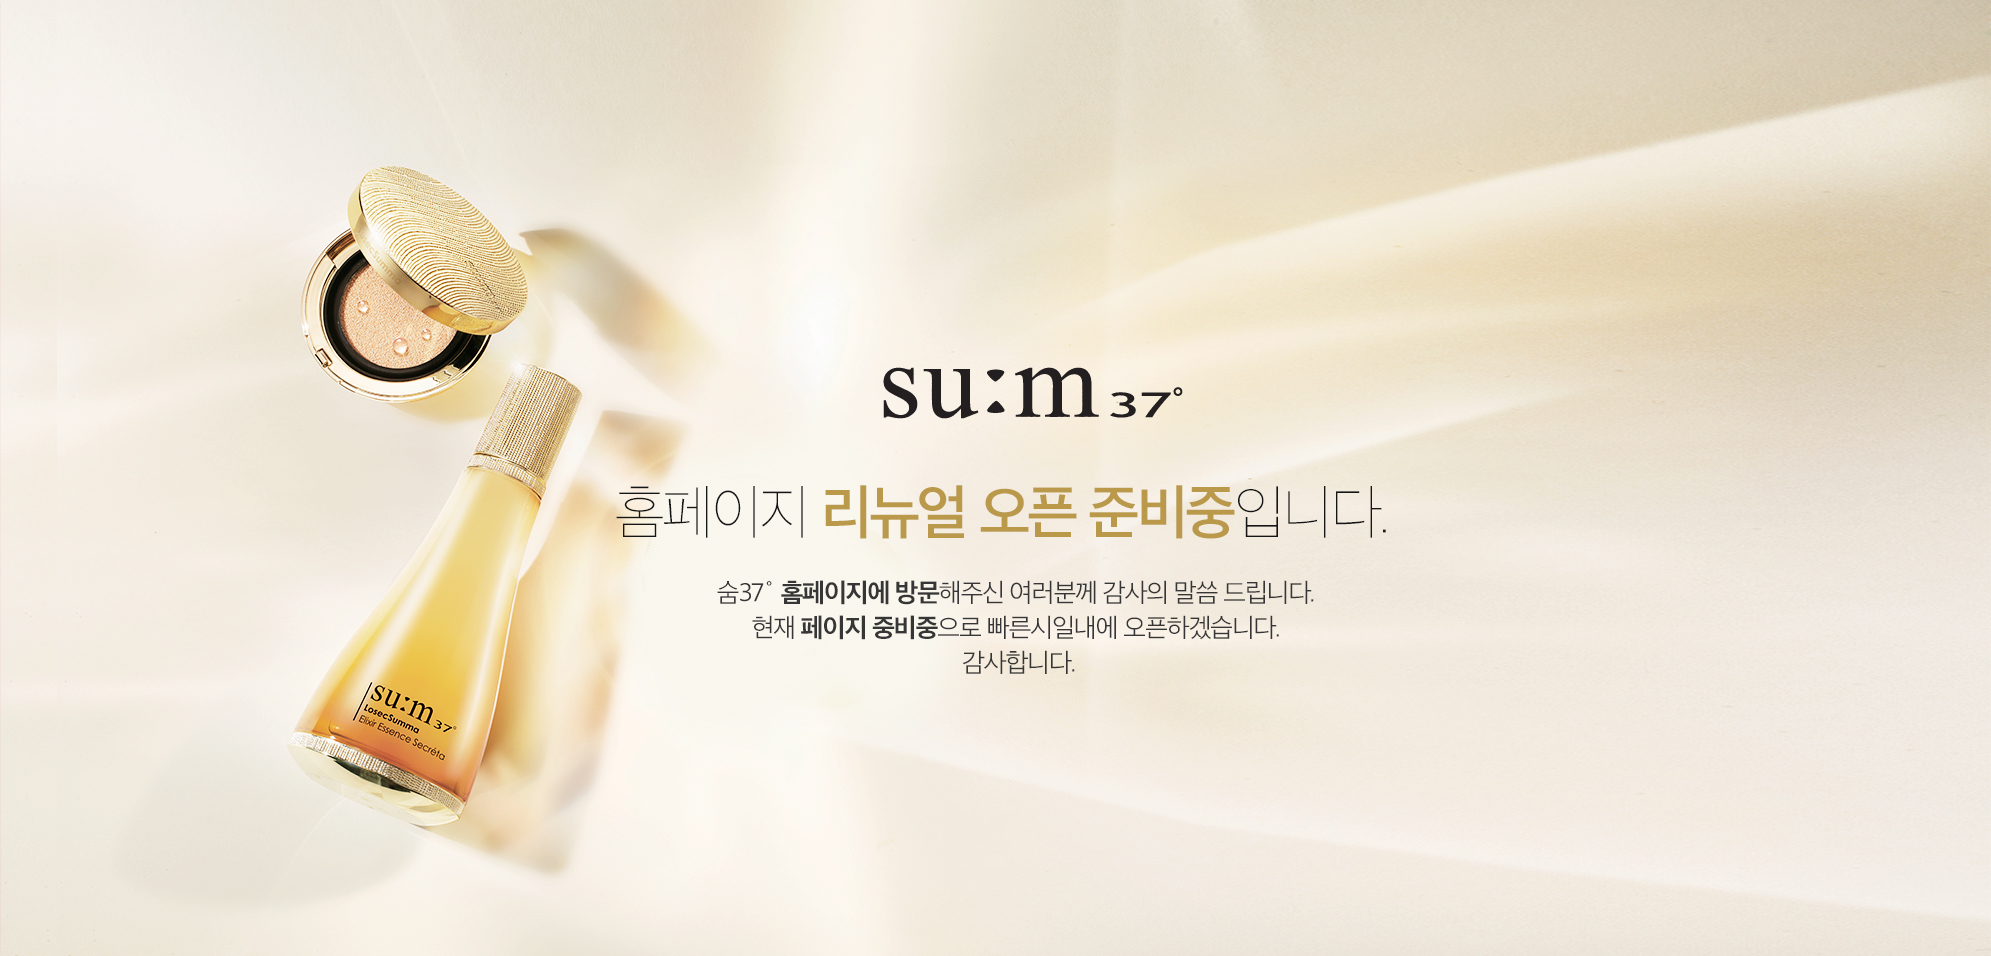 su:m37°
홈페이지 리뉴얼 오픈 준비중입니다.
숨37° 홈페이지에 방문해주신 여러분께 감사의 말씀 드립니다.
현재 페이지 중비중으로 빠른시일내에 오픈하겠습니다.
감사합니다.
su:m37°
LosecSumma
Elixir Essence Secréta